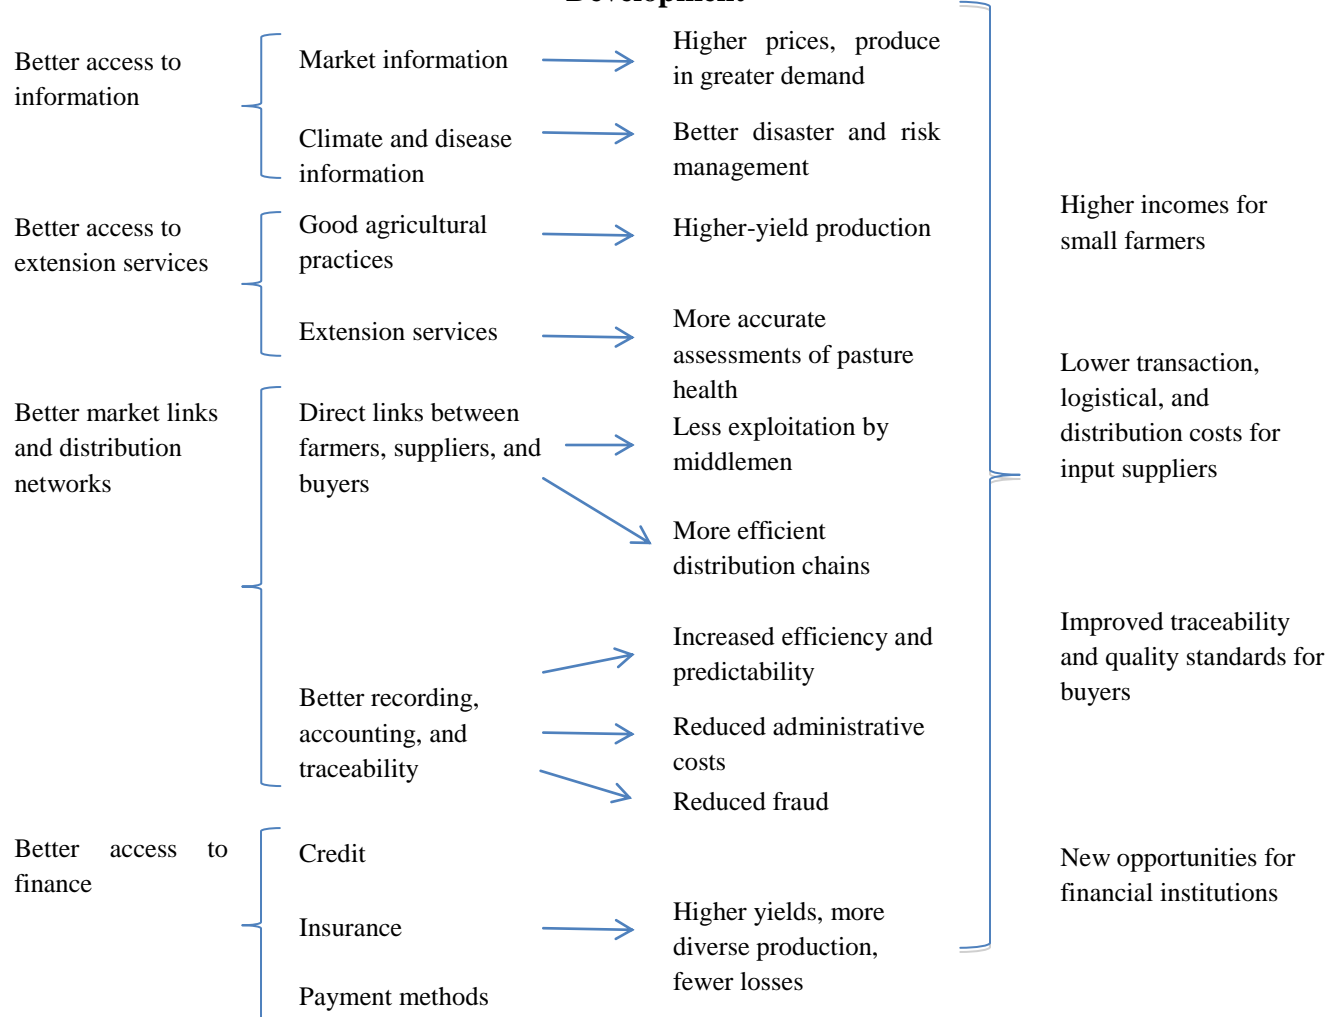 Development
Better access to
information
Market information
Higher prices, produce
in greater demand
Climate and disease
information
Better disaster and risk
management
Better access to
extension services
Good agricultural
practices
Higher-yield production
Extension services
More accurate
assessments of pasture
health
Better market links
and distribution
networks
Direct links between
farmers, suppliers, and
buyers
Less exploitation by
middlemen
More efficient
distribution chains
Better recording,
accounting, and
traceability
Increased efficiency and
predictability
Reduced administrative
costs
Reduced fraud
Better access to
finance
Credit
Insurance
Payment methods
Higher yields, more
diverse production,
fewer losses
Higher incomes for
small farmers
Lower transaction,
logistical, and
distribution costs for
input suppliers
Improved traceability
and quality standards for
buyers
New opportunities for
financial institutions